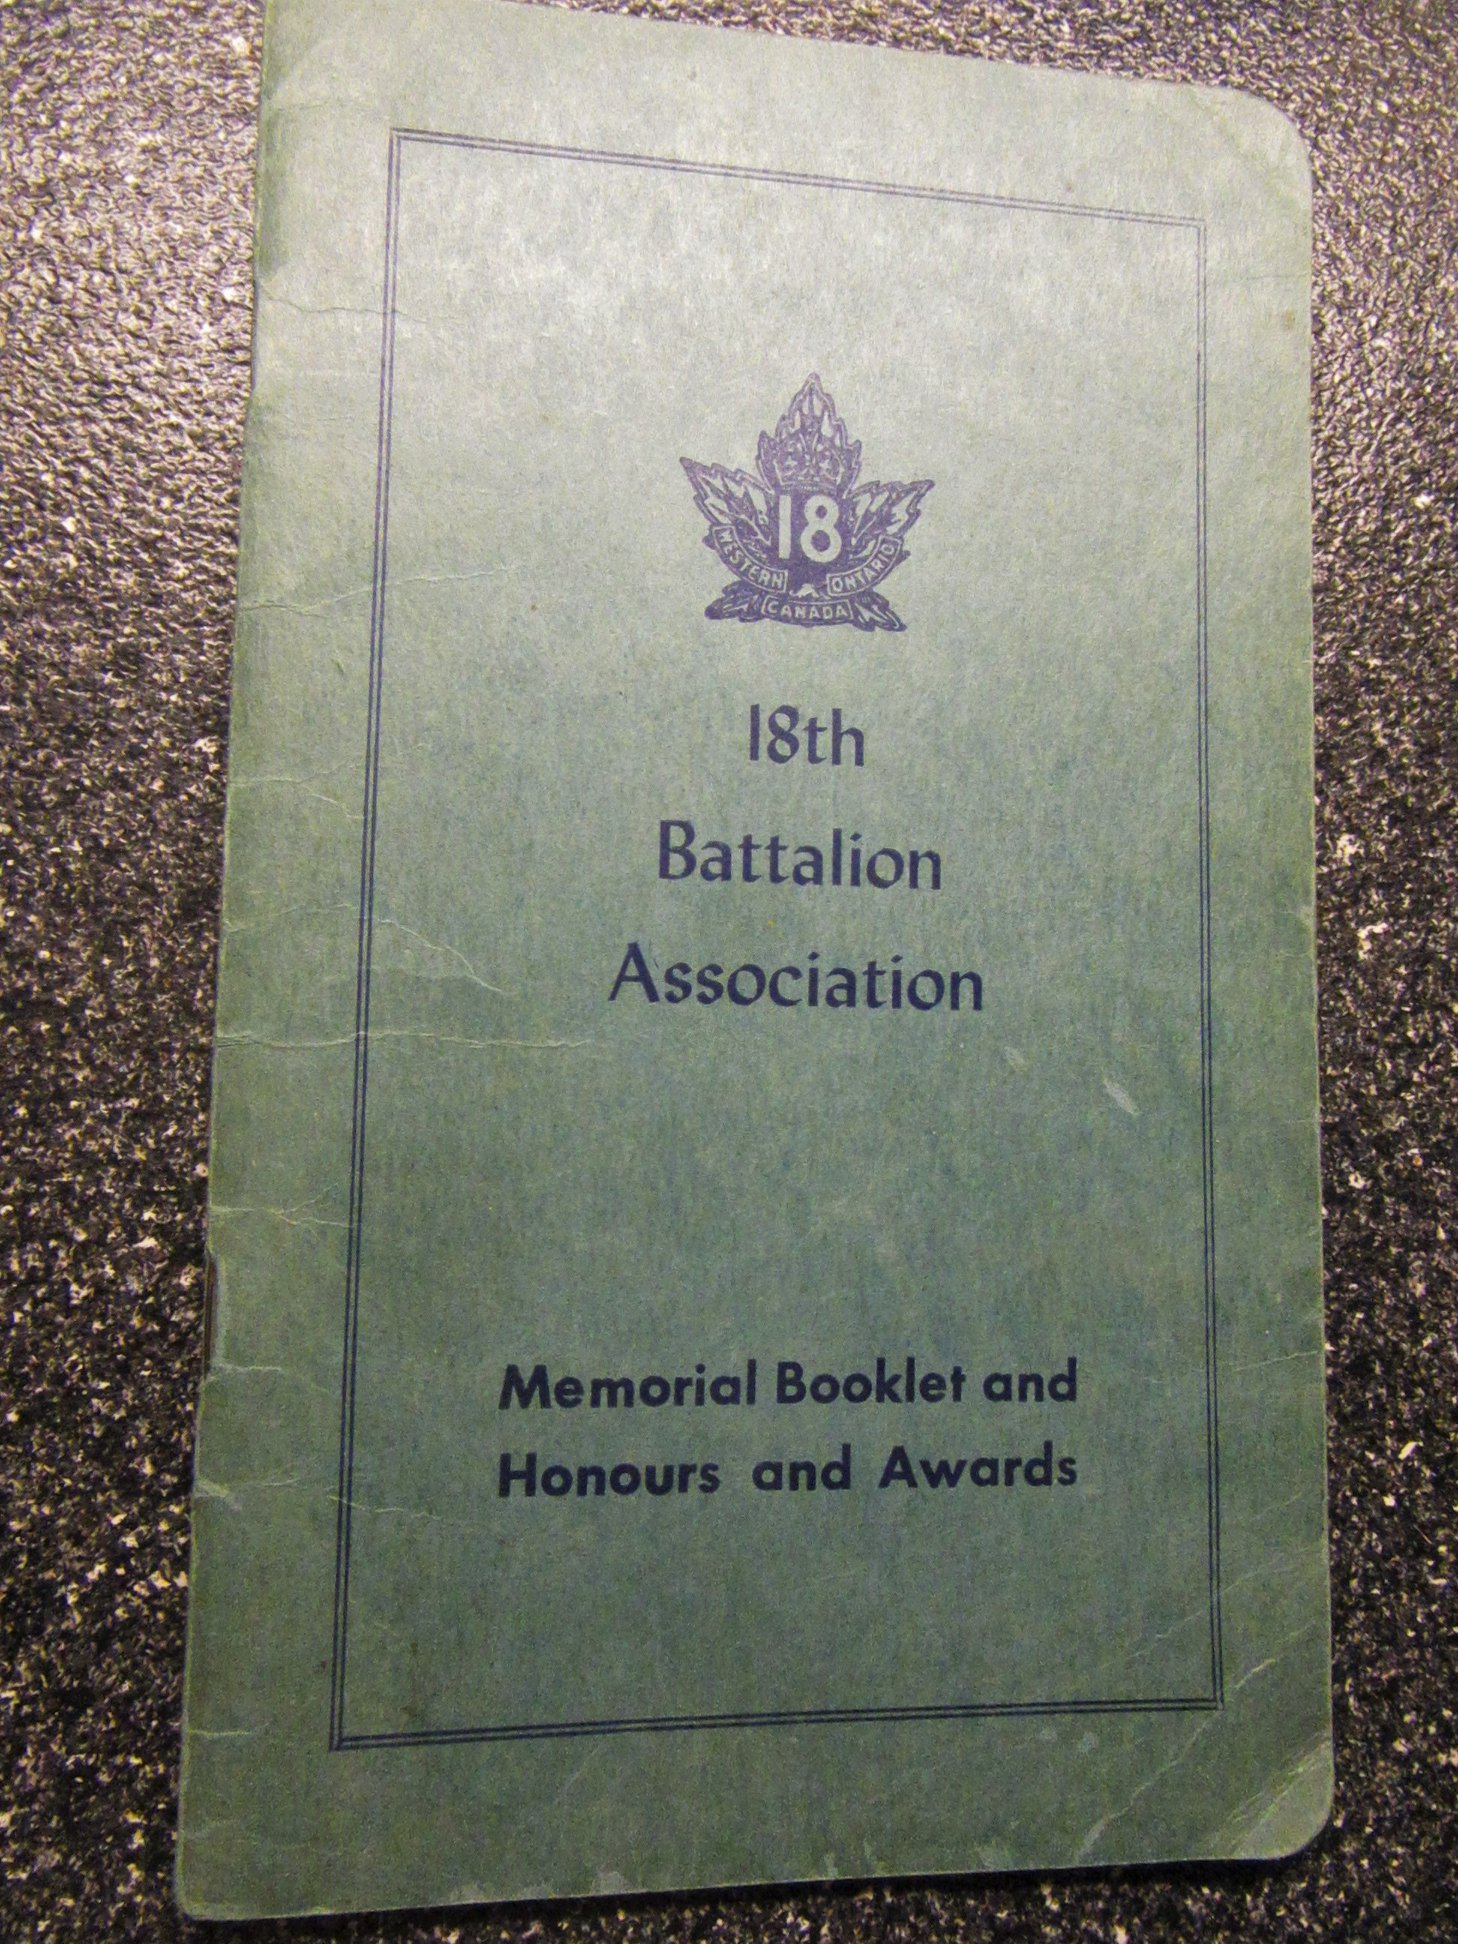 18
WESTERN ONTARIO
CANADA
18th
Battalion
Association
Memorial Booklet and
Honours and Awards